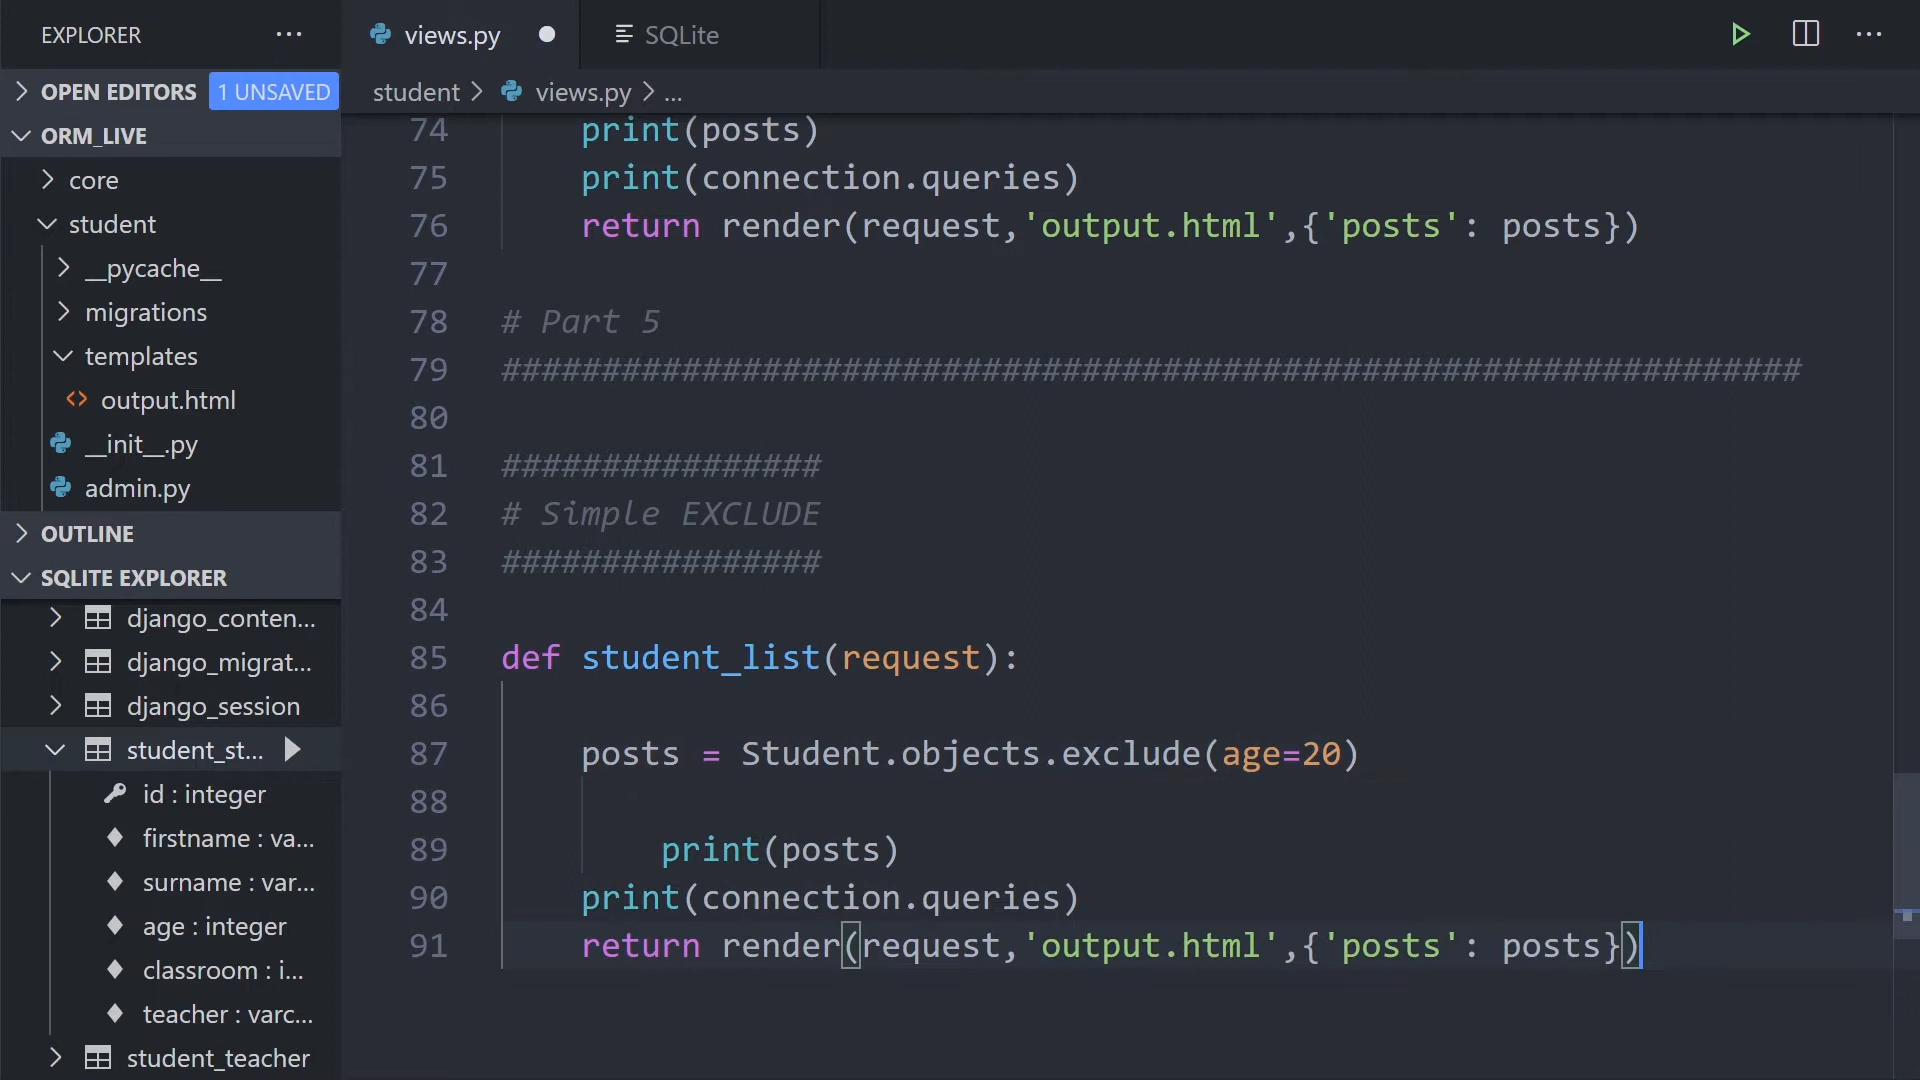 EXPLORER
OPEN EDITORS 1 UNSAVED
ORM_LIVE
core
student
__pycache__
migrations
templates
<> output.html
__init__.py
admin.py
OUTLINE
SQLITE EXPLORER
django_conten...
django_migrat...
django_session
student_st...
id : integer
firstname : va...
surname : var...
age : integer
classroom : i...
teacher : varc...
student_teacher
views.py
SQLite
student > views.py > ...
74 print(posts)
75 print(connection.queries)
76 return render(request,'output.html',{'posts': posts})
77
78 # Part 5
79 #################################################################
80
81 ################
82 # Simple EXCLUDE
83 ################
84
85 def student_list(request):
86
87 posts = Student.objects.exclude(age=20)
88
89 print(posts)
90 print(connection.queries)
91 return render(request,'output.html',{'posts': posts})